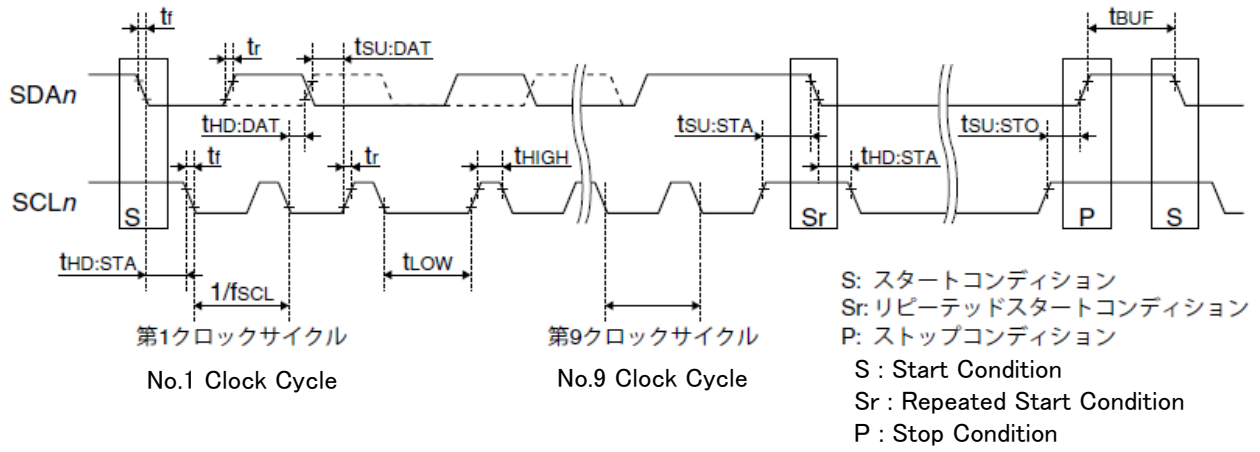 tf
tr
tSU:DAT
tBUF
SDAn
tHD:DAT
tf
tr
tHIGH
tSU:STA
tHD:STA
tSU:STO
SCLn
S
Sr
P
S
tHD:STA
1/fSCL
tLOW
第1クロックサイクル
No.1 Clock Cycle
第9クロックサイクル
No.9 Clock Cycle
S: スタートコンディション
Sr: リピーテッドスタートコンディション
P: ストップコンディション
S : Start Condition
Sr : Repeated Start Condition
P : Stop Condition